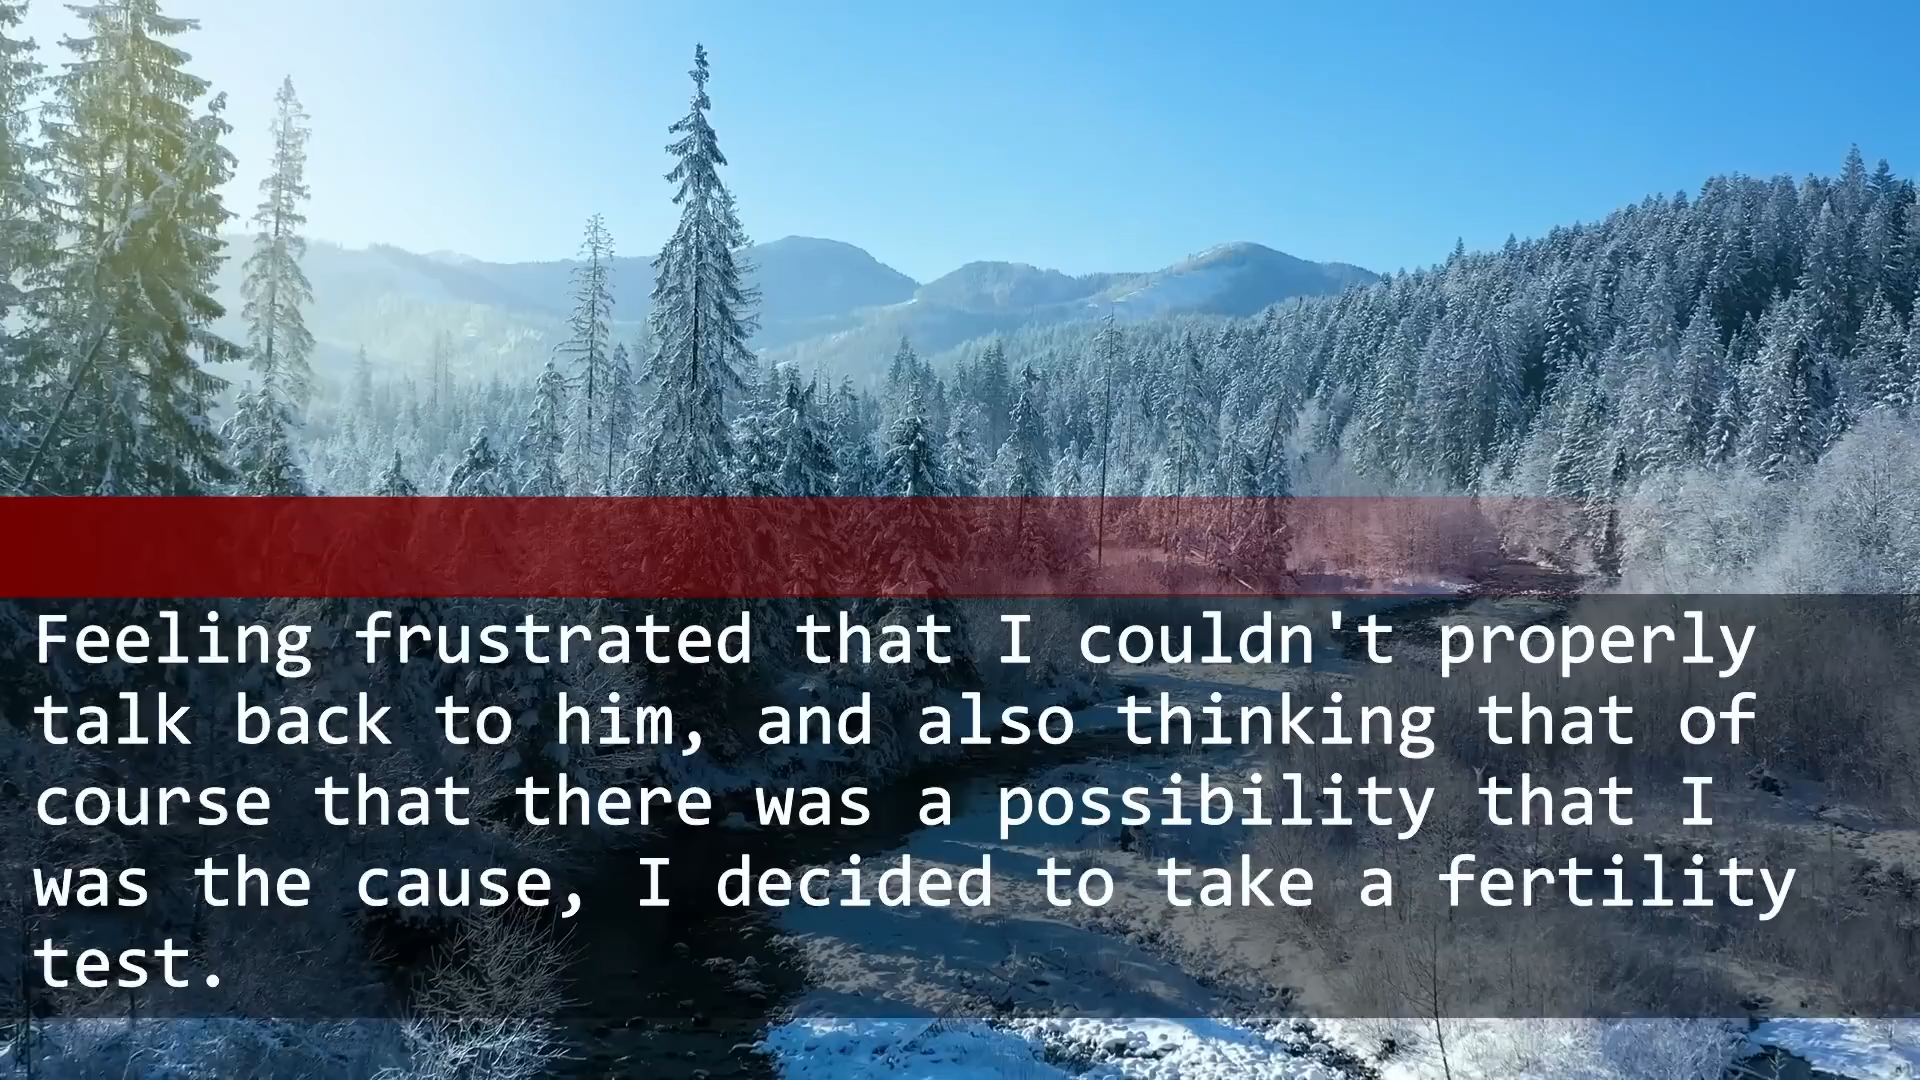 Feeling frustrated that I couldn't properly
talk back to him, and also thinking that of
course that there was a possibility that I
was the cause, I decided to take a fertility
test.